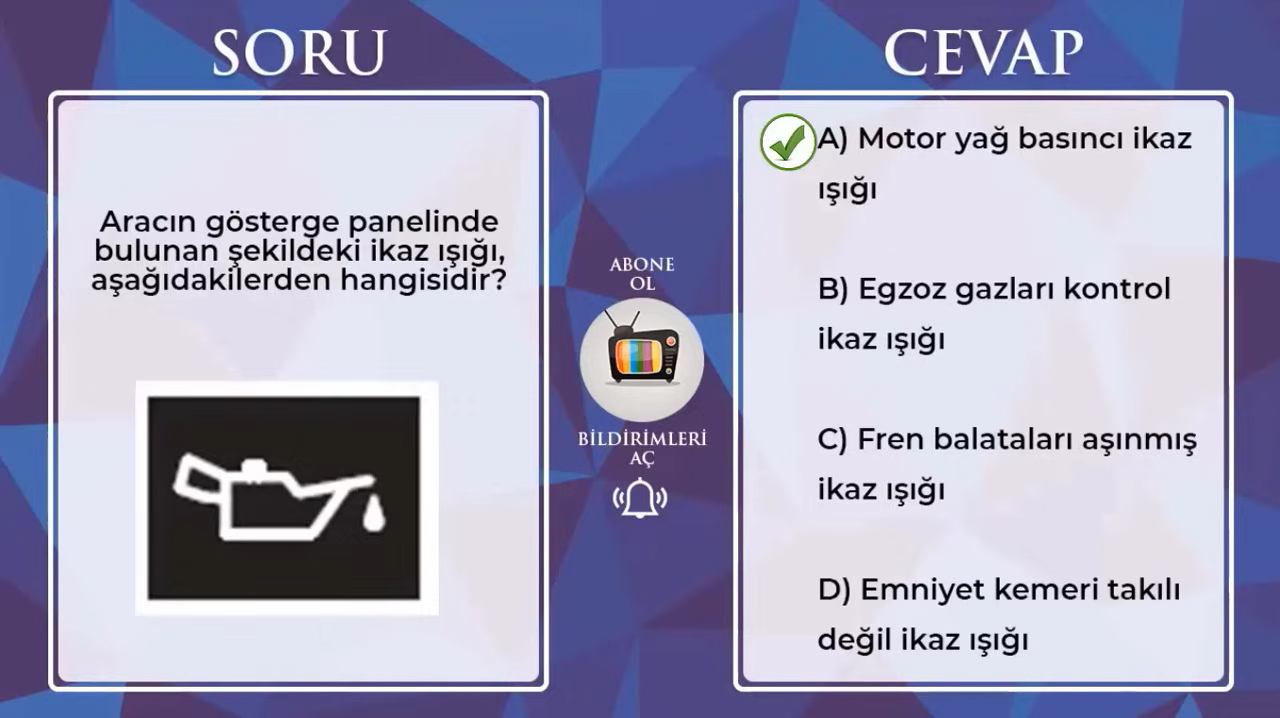 SORU
Aracın gösterge panelinde
bulunan şekildeki ikaz ışığı,
aşağıdakilerden hangisidir?
ABONE
OL
BİLDİRİMLERİ
AÇ
CEVAP
A) Motor yağ basıncı ikaz
ışığı
B) Egzoz gazları kontrol
ikaz ışığı
C) Fren balataları aşınmış
ikaz ışığı
D) Emniyet kemeri takılı
değil ikaz ışığı